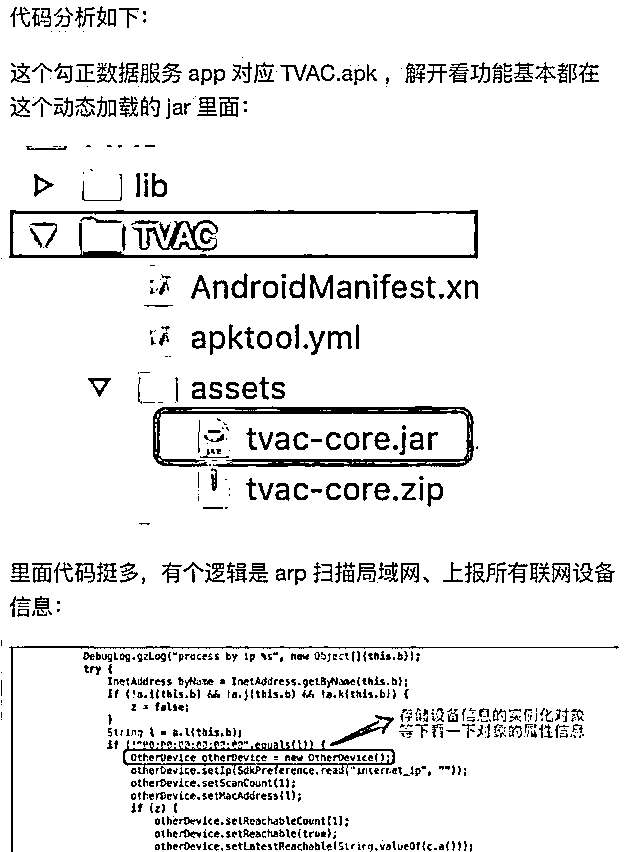 代码分析如下：
这个勾正数据服务 app 对应 TVAC.apk ，解开看功能基本都在
这个动态加载的 jar 里面：
lib
TVAC
AndroidManifest.xn
apktool.yml
assets
tvac-core.jar
tvac-core.zip
里面代码挺多，有个逻辑是 arp 扫描局域网、上报所有联网设备
信息：
DebugLog.gzLog("process by ip %s", new Object[]{this.b});
try {
InetAddress byName = InetAddress.getByName(this.b);
if (!a.i(this.b) && !a.j(this.b) && !a.k(this.b)) {
z = false;
}
String l = a.l(this.b);
存储设备信息的实例化对象
等下看一下对象的属性信息
if (!"00:00:00:00:00:00".equals(l)) {
OtherDevice otherDevice = new OtherDevice();
otherDevice.setIp(SdkPreference.read("internet_ip", ""));
otherDevice.setScanCount(1);
otherDevice.setMacAddress(l);
if (z) {
otherDevice.setReachableCount(1);
otherDevice.setReachable(true);
otherDevice.setLatestReachable(String.valueOf(c.a()));